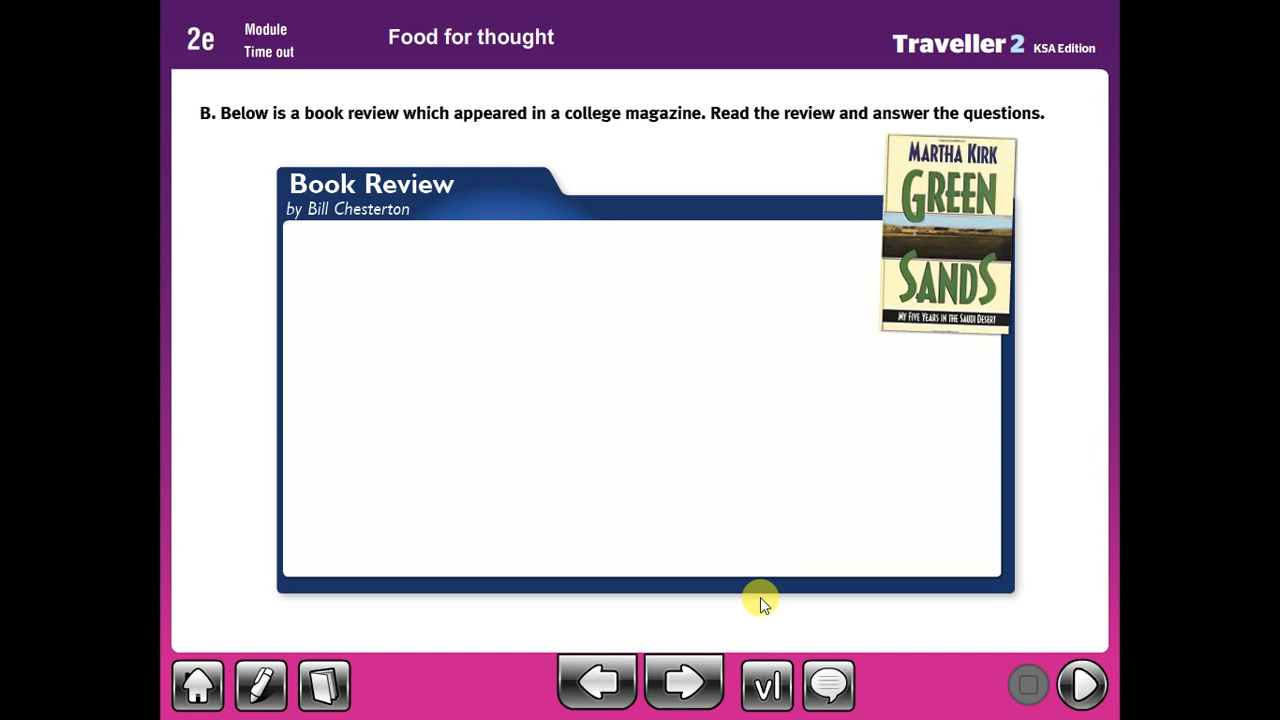 2e
Module
Time out
Food for thought
Traveller 2 KSA Edition
B. Below is a book review which appeared in a college magazine. Read the review and answer the questions.
Book Review
by Bill Chesterton
MARTHA KIRK
GREEN
SANDS
MY FIVE YEARS IN THE SAUDI DESERT
vl